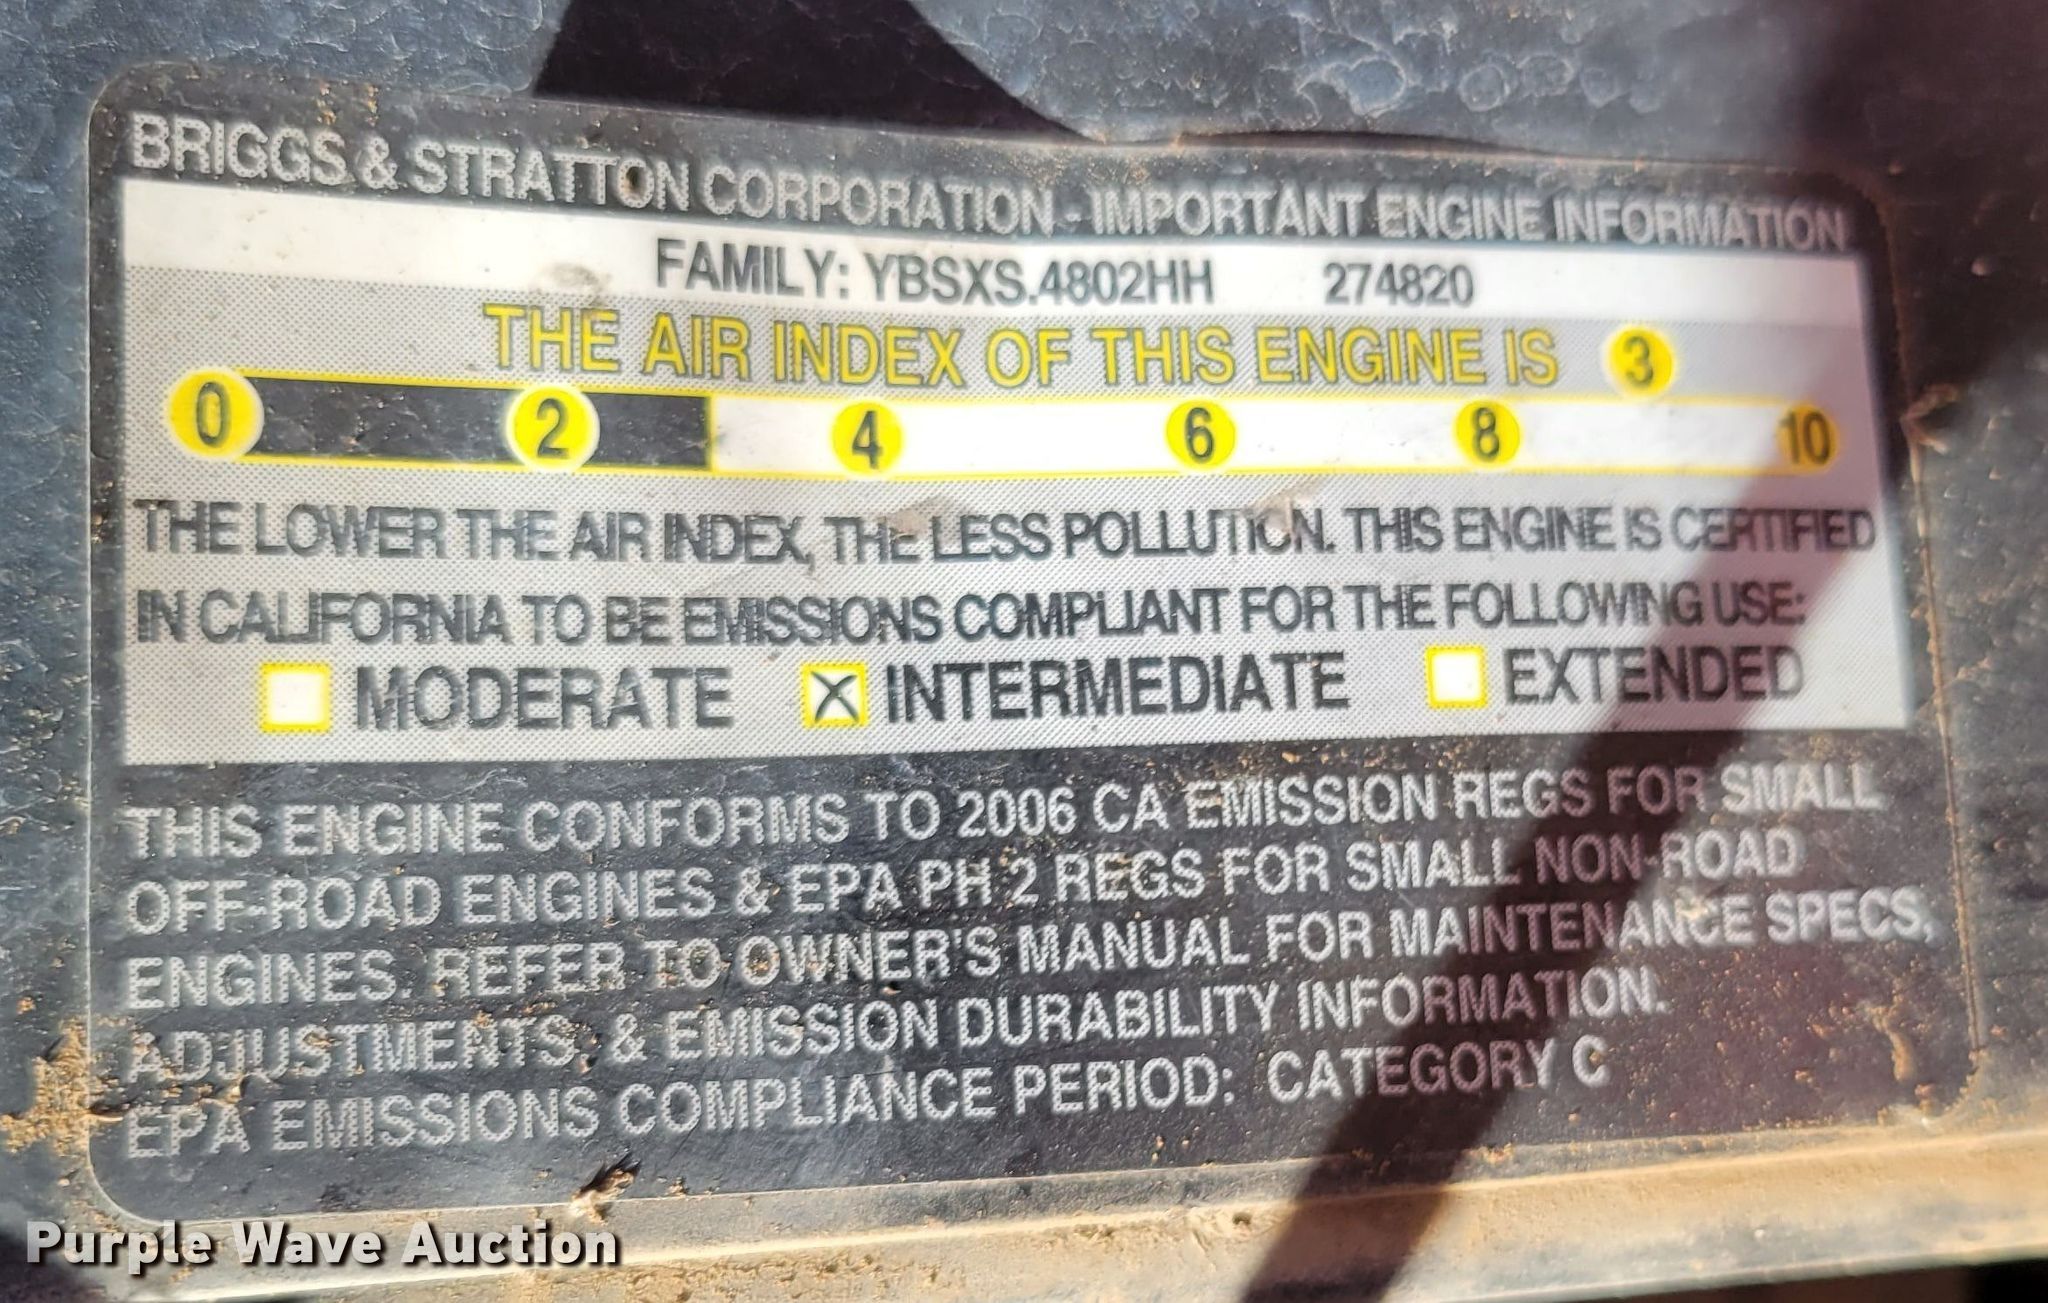 BRIGGS & STRATTON CORPORATION - IMPORTANT ENGINE INFORMATION
FAMILY: YBSXS.4802HH 274820
THE AIR INDEX OF THIS ENGINE IS 3
0 2 4 6 8 10
THE LOWER THE AIR INDEX, THE LESS POLLUTION. THIS ENGINE IS CERTIFIED
IN CALIFORNIA TO BE EMISSIONS COMPLIANT FOR THE FOLLOWING USE:
MODERATE X INTERMEDIATE EXTENDED
THIS ENGINE CONFORMS TO 2006 CA EMISSION REGS FOR SMALL
OFF-ROAD ENGINES & EPA PH 2 REGS FOR SMALL NON-ROAD
ENGINES. REFER TO OWNER'S MANUAL FOR MAINTENANCE SPECS,
ADJUSTMENTS, & EMISSION DURABILITY INFORMATION.
EPA EMISSIONS COMPLIANCE PERIOD: CATEGORY C
Purple Wave Auction